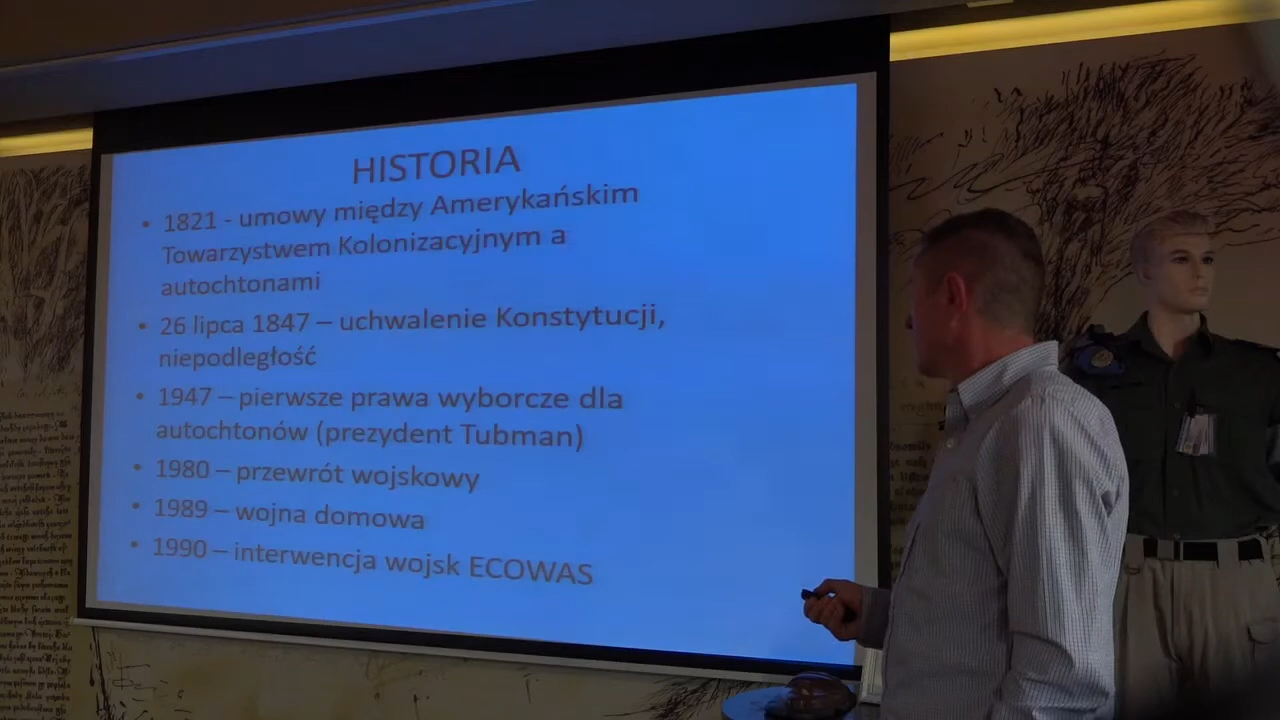 HISTORIA
• 1821 - umowy między Amerykańskim
Towarzystwem Kolonizacyjnym a
autochtonami
• 26 lipca 1847 – uchwalenie Konstytucji,
niepodległość
• 1947 – pierwsze prawa wyborcze dla
autochtonów (prezydent Tubman)
• 1980 – przewrót wojskowy
• 1989 – wojna domowa
• 1990 – interwencja wojsk ECOWAS